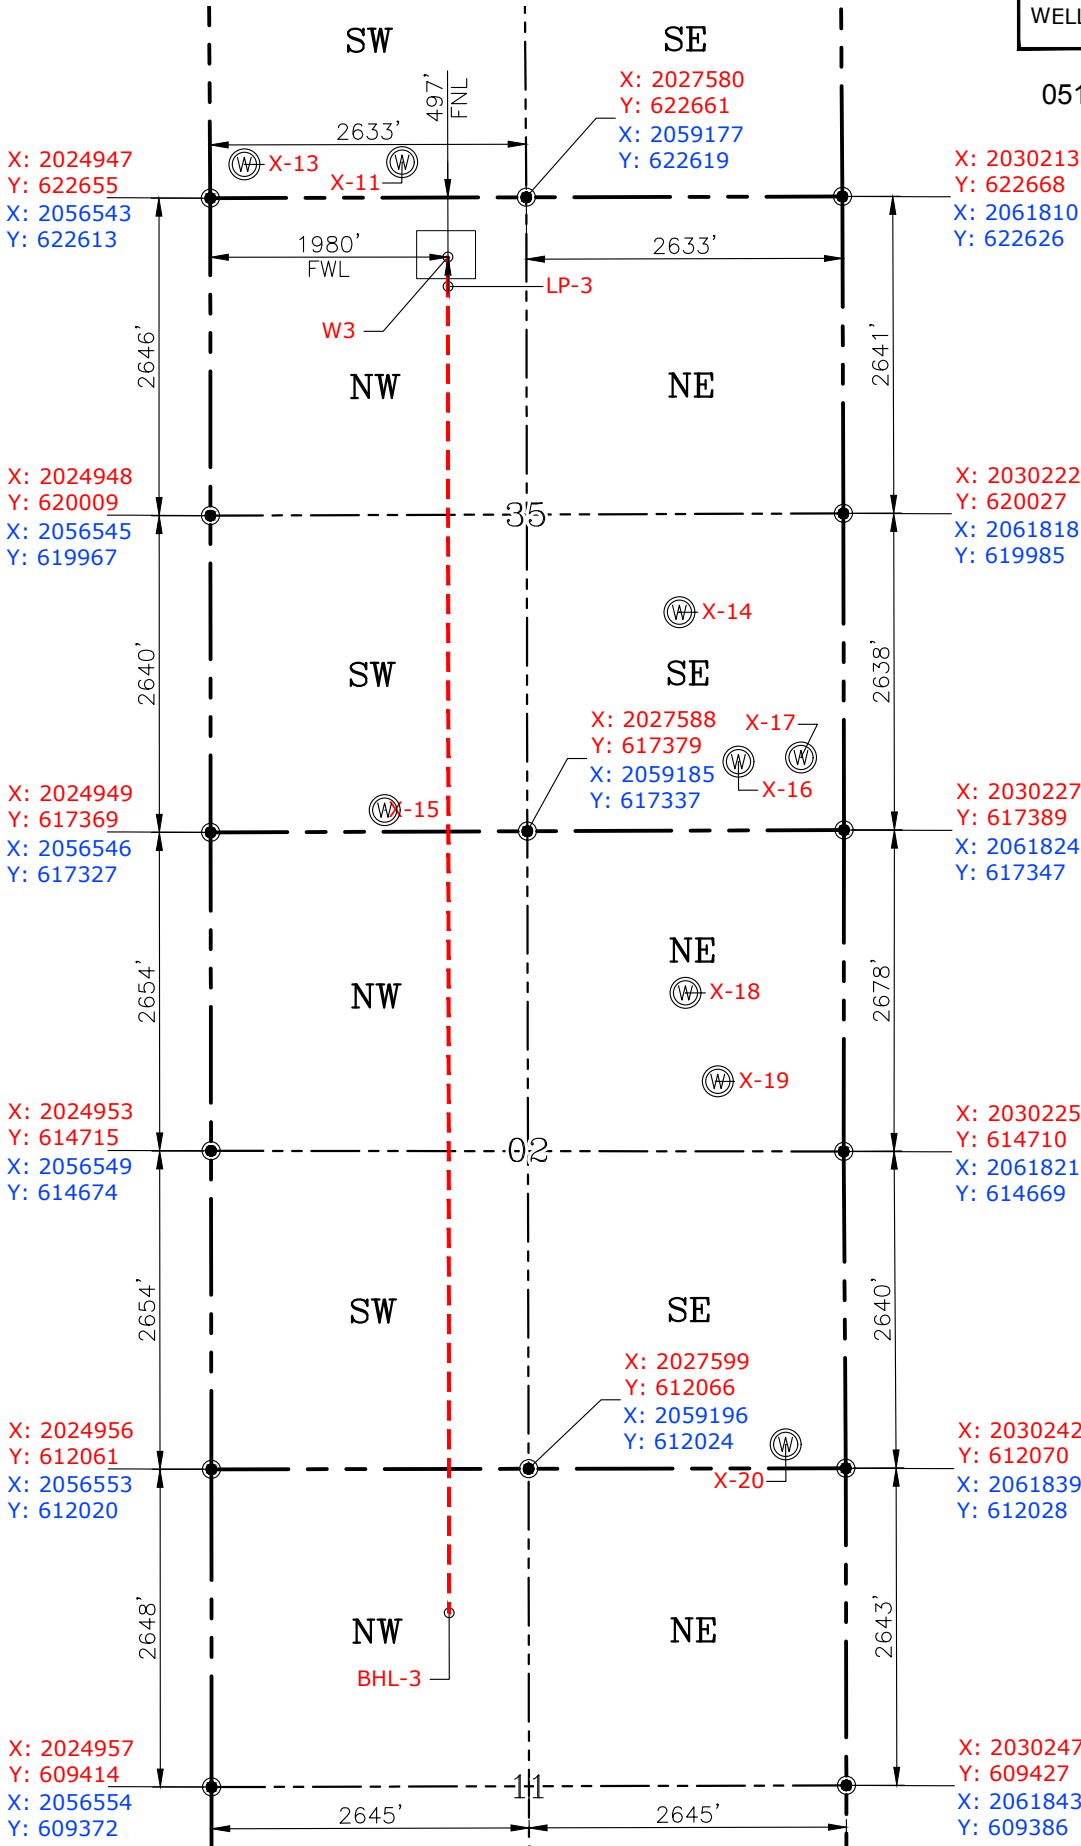 WELL
051
SW
SE
497' FNL
2633'
X: 2027580
Y: 622661
X: 2059177
Y: 622619
X-13
X-11
X: 2024947
Y: 622655
X: 2056543
Y: 622613
X: 2030213
Y: 622668
X: 2061810
Y: 622626
1980'
FWL
2633'
LP-3
W3
2646'
2641'
NW
NE
X: 2024948
Y: 620009
X: 2056545
Y: 619967
35
X: 2030222
Y: 620027
X: 2061818
Y: 619985
W X-14
2640'
2638'
SW
SE
X: 2027588
Y: 617379
X: 2059185
Y: 617337
X-17
W
W
X-16
X: 2024949
Y: 617369
X: 2056546
Y: 617327
W X-15
X: 2030227
Y: 617389
X: 2061824
Y: 617347
2654'
2678'
NW
NE
W X-18
W X-19
X: 2024953
Y: 614715
X: 2056549
Y: 614674
02
X: 2030225
Y: 614710
X: 2061821
Y: 614669
2654'
2640'
SW
SE
X: 2027599
Y: 612066
X: 2059196
Y: 612024
W
X-20
X: 2024956
Y: 612061
X: 2056553
Y: 612020
X: 2030242
Y: 612070
X: 2061839
Y: 612028
2648'
2643'
NW
NE
BHL-3
X: 2024957
Y: 609414
X: 2056554
Y: 609372
11
X: 2030247
Y: 609427
X: 2061843
Y: 609386
2645'
2645'